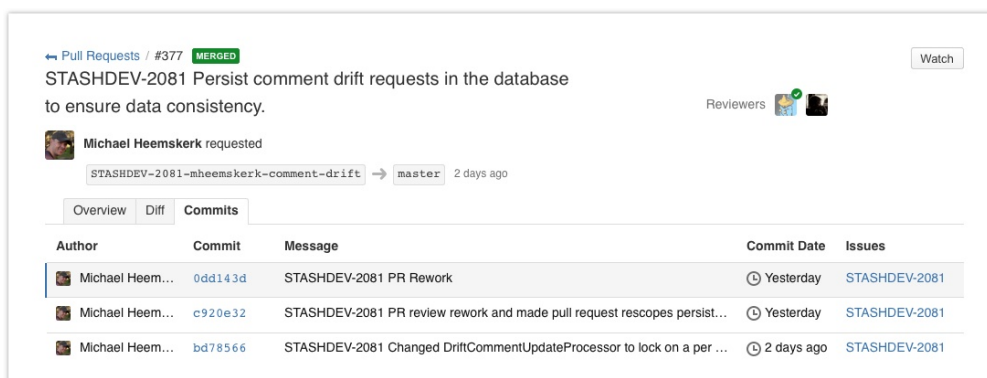 Pull Requests / #377 MERGED
Watch
STASHDEV-2081 Persist comment drift requests in the database
to ensure data consistency.
Reviewers
Michael Heemskerk requested
STASHDEV-2081-mheemskerk-comment-drift → master 2 days ago
Overview Diff Commits
Author Commit Message Commit Date Issues
Michael Heem... 0dd143d STASHDEV-2081 PR Rework Yesterday STASHDEV-2081
Michael Heem... c920e32 STASHDEV-2081 PR review rework and made pull request rescopes persist... Yesterday STASHDEV-2081
Michael Heem... bd78566 STASHDEV-2081 Changed DriftCommentUpdateProcessor to lock on a per ... 2 days ago STASHDEV-2081